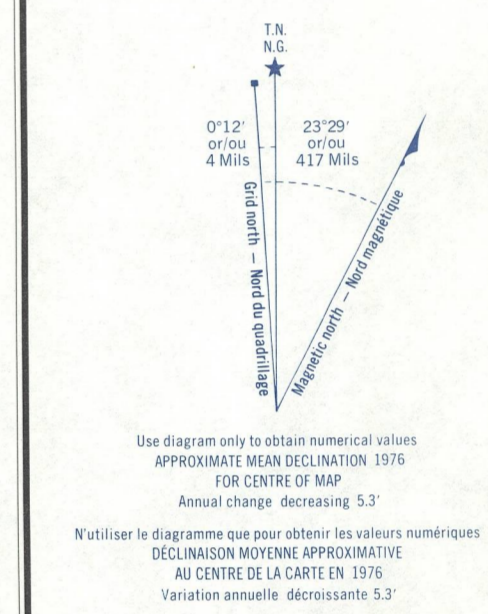 T.N.
N.G.
0°12'
or/ou
4 Mils
23°29'
or/ou
417 Mils
Grid north — Nord du quadrillage
Magnetic north — Nord magnétique
Use diagram only to obtain numerical values
APPROXIMATE MEAN DECLINATION 1976
FOR CENTRE OF MAP
Annual change decreasing 5.3'
N'utiliser le diagramme que pour obtenir les valeurs numériques
DÉCLINAISON MOYENNE APPROXIMATIVE
AU CENTRE DE LA CARTE EN 1976
Variation annuelle décroissante 5.3'